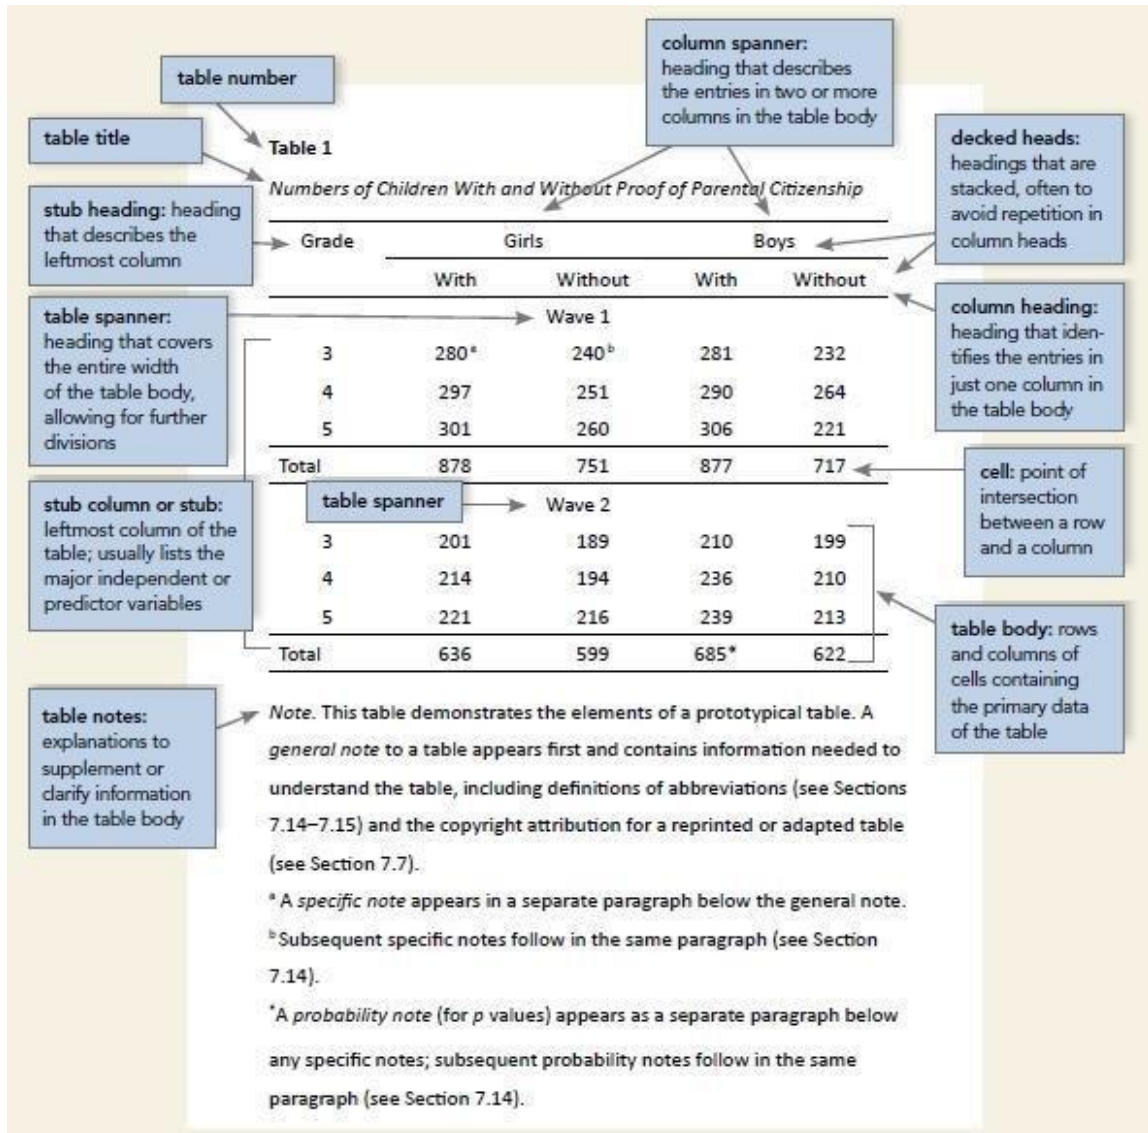 column spanner:
heading that describes
the entries in two or more
columns in the table body
table number
table title
Table 1
decked heads:
headings that are
stacked, often to
avoid repetition in
column heads
Numbers of Children With and Without Proof of Parental Citizenship
stub heading: heading
that describes the
leftmost column
Grade Girls Boys
With Without With Without
column heading:
heading that iden-
tifies the entries in
just one column in
the table body
table spanner:
heading that covers
the entire width
of the table body,
allowing for further
divisions
Wave 1
3 280a 240b 281 232
4 297 251 290 264
5 301 260 306 221
Total 878 751 877 717
cell: point of
intersection
between a row
and a column
stub column or stub:
leftmost column of the
table; usually lists the
major independent or
predictor variables
table spanner
Wave 2
3 201 189 210 199
4 214 194 236 210
5 221 216 239 213
Total 636 599 685* 622
table body: rows
and columns of
cells containing
the primary data
of the table
table notes:
explanations to
supplement or
clarify information
in the table body
Note. This table demonstrates the elements of a prototypical table. A
general note to a table appears first and contains information needed to
understand the table, including definitions of abbreviations (see Sections
7.14–7.15) and the copyright attribution for a reprinted or adapted table
(see Section 7.7).
a A specific note appears in a separate paragraph below the general note.
b Subsequent specific notes follow in the same paragraph (see Section
7.14).
*A probability note (for p values) appears as a separate paragraph below
any specific notes; subsequent probability notes follow in the same
paragraph (see Section 7.14).